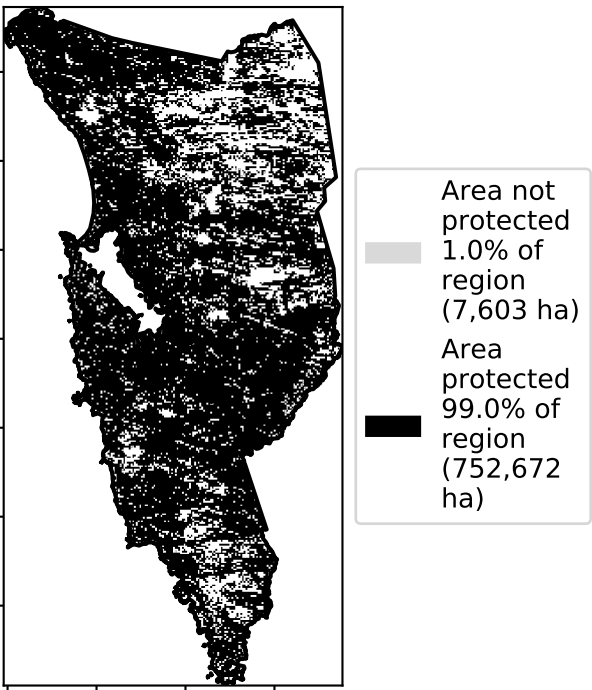 Area not
protected
1.0% of
region
(7,603 ha)
Area
protected
99.0% of
region
(752,672
ha)